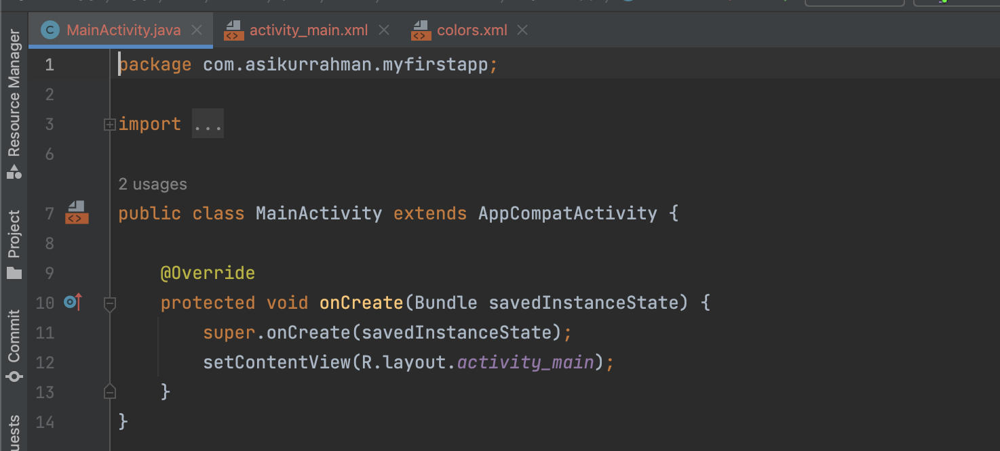 MainActivity.java
activity_main.xml
colors.xml
Resource Manager
Project
Commit
1 package com.asikurrahman.myfirstapp;
2
3 import ...
6
2 usages
7 public class MainActivity extends AppCompatActivity {
8
9 @Override
10 protected void onCreate(Bundle savedInstanceState) {
11 super.onCreate(savedInstanceState);
12 setContentView(R.layout.activity_main);
13 }
14 }